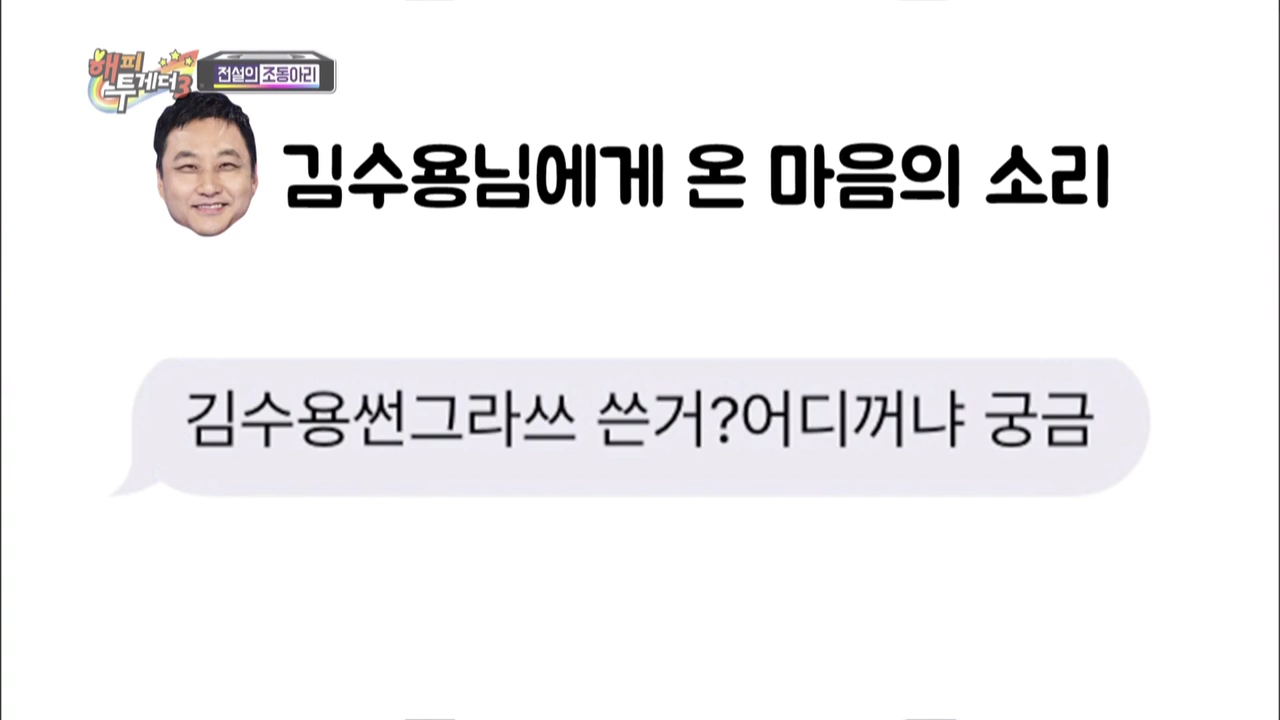 해피투게더3
전설의 조동아리
김수용님에게 온 마음의 소리
김수용썬그라쓰 쓴거?어디꺼냐 궁금